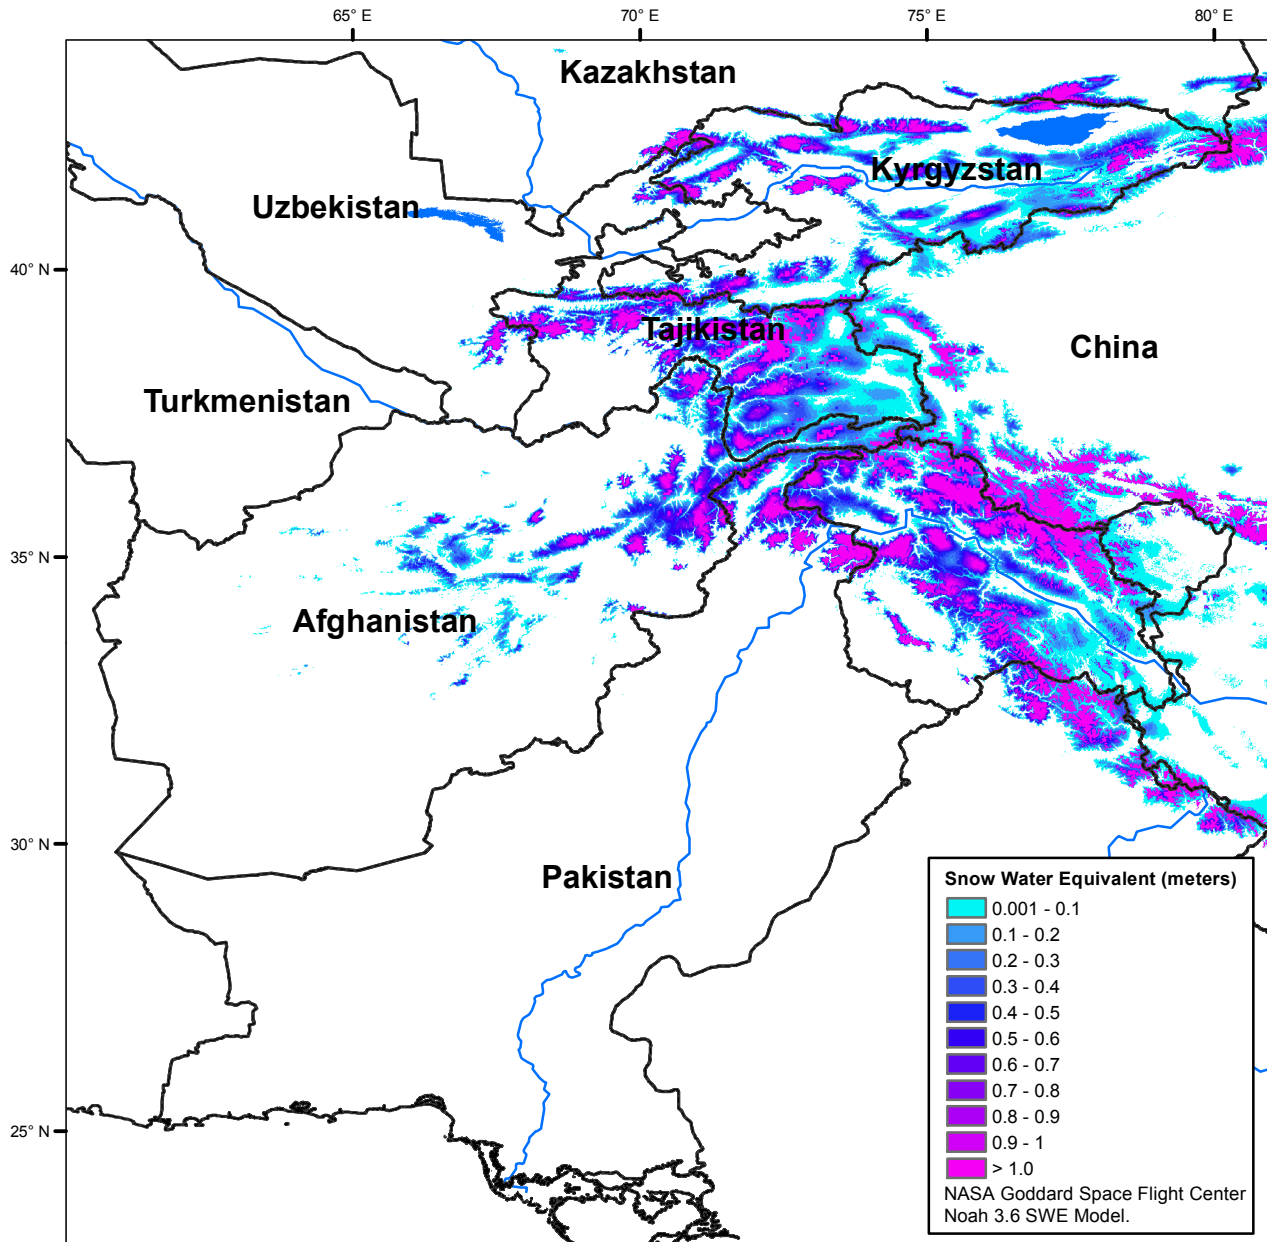 65° E
70° E
75° E
80° E
Kazakhstan
Kyrgyzstan
Uzbekistan
40° N
Tajikistan
China
Turkmenistan
35° N
Afghanistan
30° N
Pakistan
25° N
Snow Water Equivalent (meters)
0.001 - 0.1
0.1 - 0.2
0.2 - 0.3
0.3 - 0.4
0.4 - 0.5
0.5 - 0.6
0.6 - 0.7
0.7 - 0.8
0.8 - 0.9
0.9 - 1
> 1.0
NASA Goddard Space Flight Center
Noah 3.6 SWE Model.